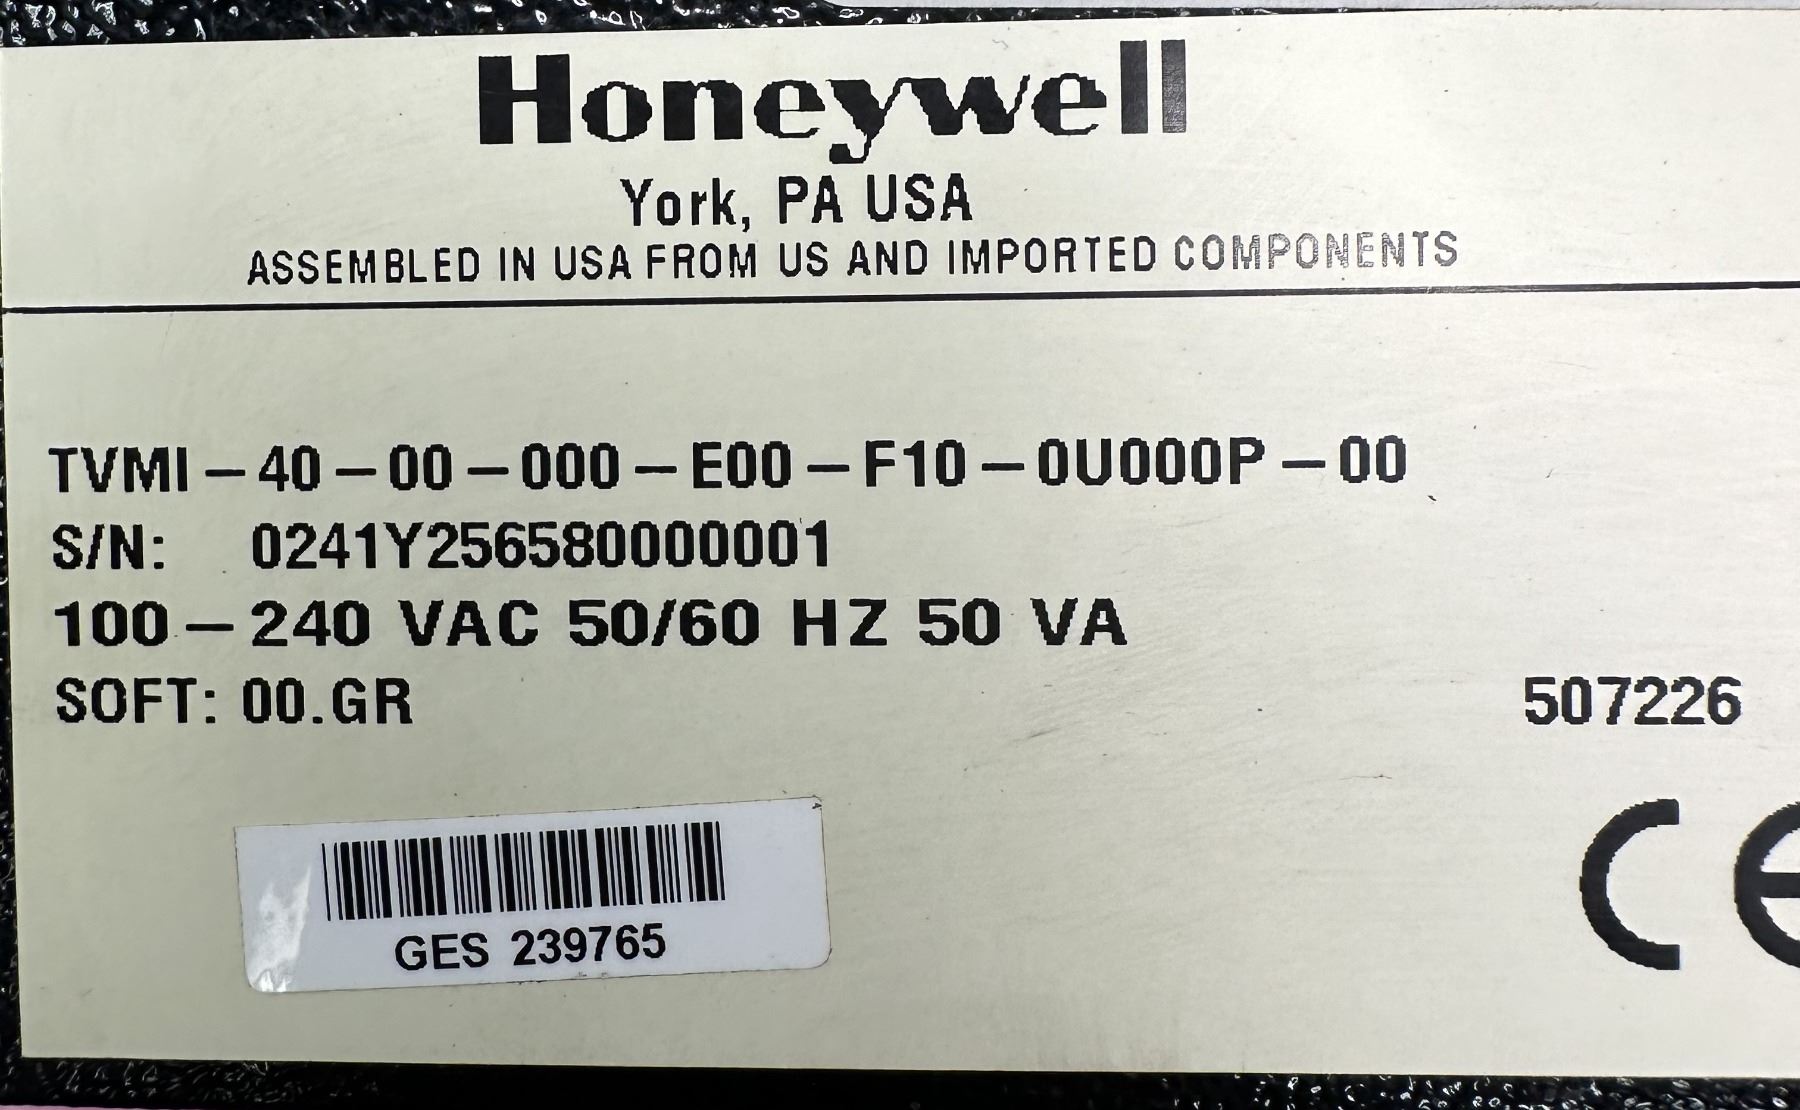 Honeywell
York, PA USA
ASSEMBLED IN USA FROM US AND IMPORTED COMPONENTS
TVMI-40-00-000-E00-F10-0U000P-00
S/N: 0241Y256580000001
100-240 VAC 50/60 HZ 50 VA
SOFT: 00.GR
507226
CE
GES 239765